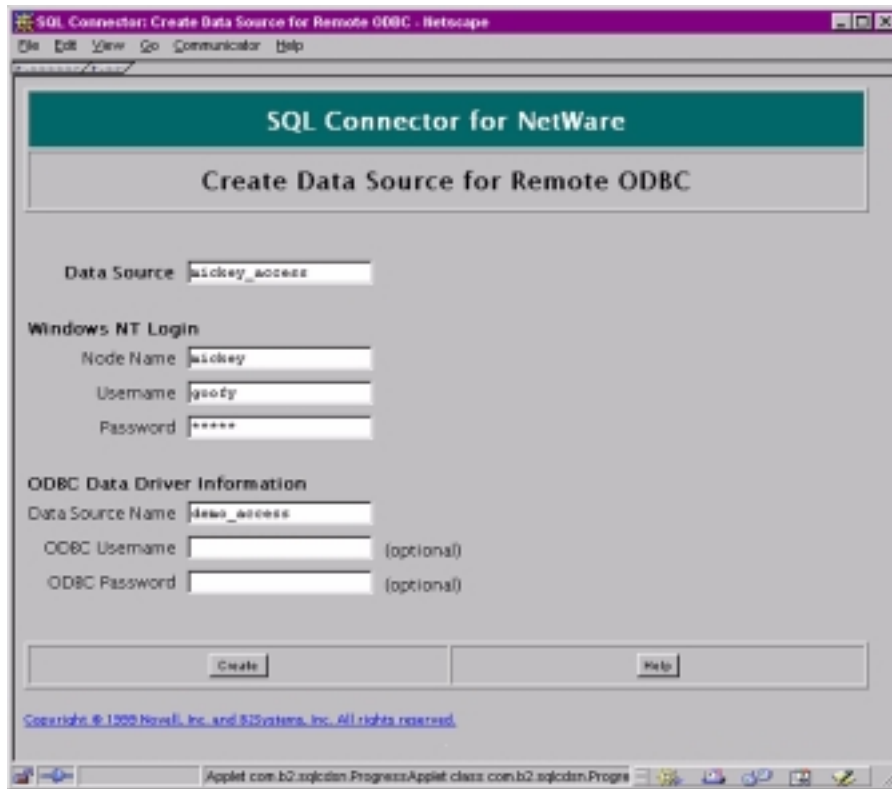 SQL Connector: Create Data Source for Remote ODBC - Netscape
File Edit View Go Communicator Help
SQL Connector for NetWare
Create Data Source for Remote ODBC
Data Source mickey_access
Windows NT Login
Node Name mickey
Username goofy
Password *****
ODBC Data Driver Information
Data Source Name demo_access
ODBC Username (optional)
ODBC Password (optional)
Create Help
Copyright © 1999 Novell, Inc. and B2Systems, Inc. All rights reserved.
Applet com.b2.sqlcdsn.ProgressApplet class com.b2.sqlcdsn.Progre